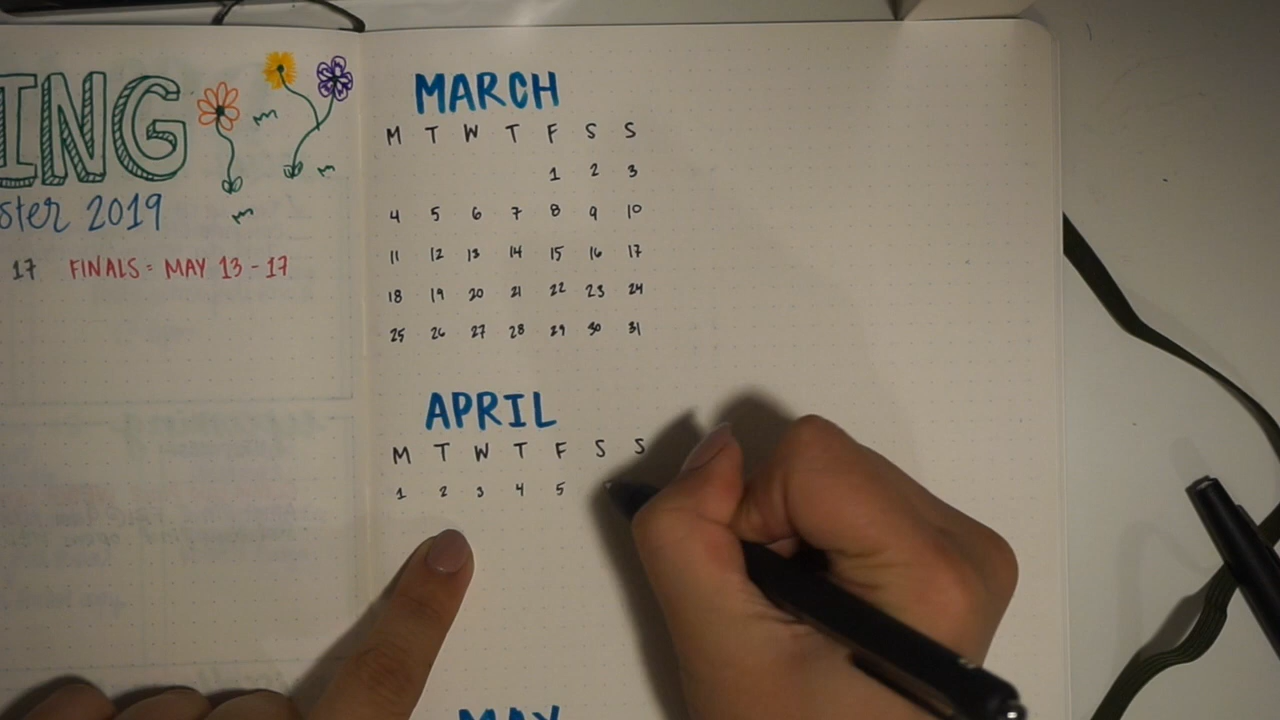 ING
ster 2019
17 FINALS = MAY 13 - 17
MARCH
M T W T F S S
1 2 3
4 5 6 7 8 9 10
11 12 13 14 15 16 17
18 19 20 21 22 23 24
25 26 27 28 29 30 31
APRIL
M T W T F S S
1 2 3 4 5
MAY